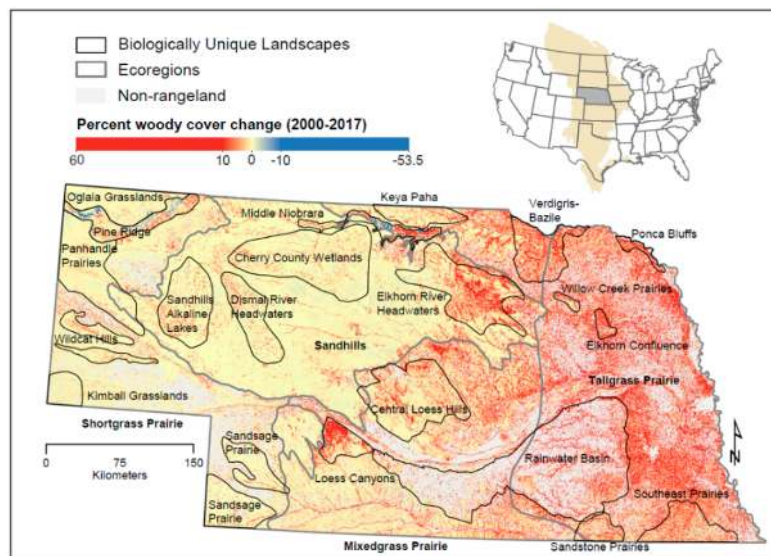 Biologically Unique Landscapes
Ecoregions
Non-rangeland
Percent woody cover change (2000-2017)
60 10 0 -10 -53.5
Oglala Grasslands
Pine Ridge
Panhandle
Prairies
Middle Niobrara
Keya Paha
Verdigris-
Bazile
Ponca Bluffs
Cherry County Wetlands
Sandhills
Alkaline
Lakes
Dismal River
Headwaters
Elkhorn River
Headwaters
Willow Creek Prairies
Wildcat Hills
Sandhills
Elkhorn Confluence
Kimball Grasslands
Central Loess Hills
Tallgrass Prairie
Shortgrass Prairie
Sandsage
Prairie
0 75 150
Kilometers
Loess Canyons
Rainwater Basin
Sandsage
Prairie
Southeast Prairies
Mixedgrass Prairie
Sandstone Prairies
N